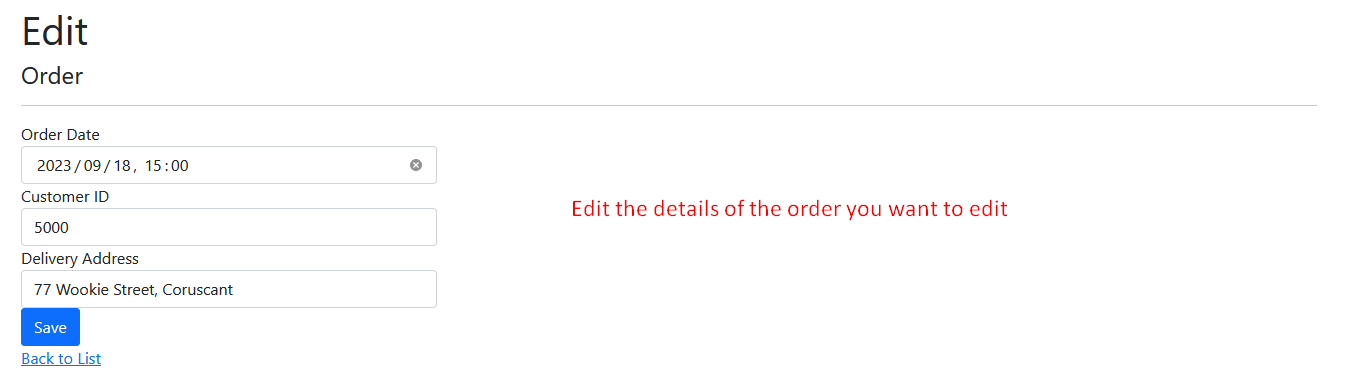 Edit
Order
Order Date
2023/09/18, 15:00
Customer ID
5000
Edit the details of the order you want to edit
Delivery Address
77 Wookie Street, Coruscant
Save
Back to List